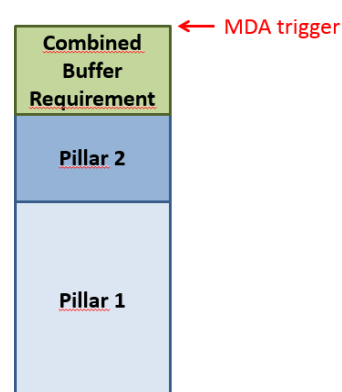 MDA trigger
Combined
Buffer
Requirement
Pillar 2
Pillar 1